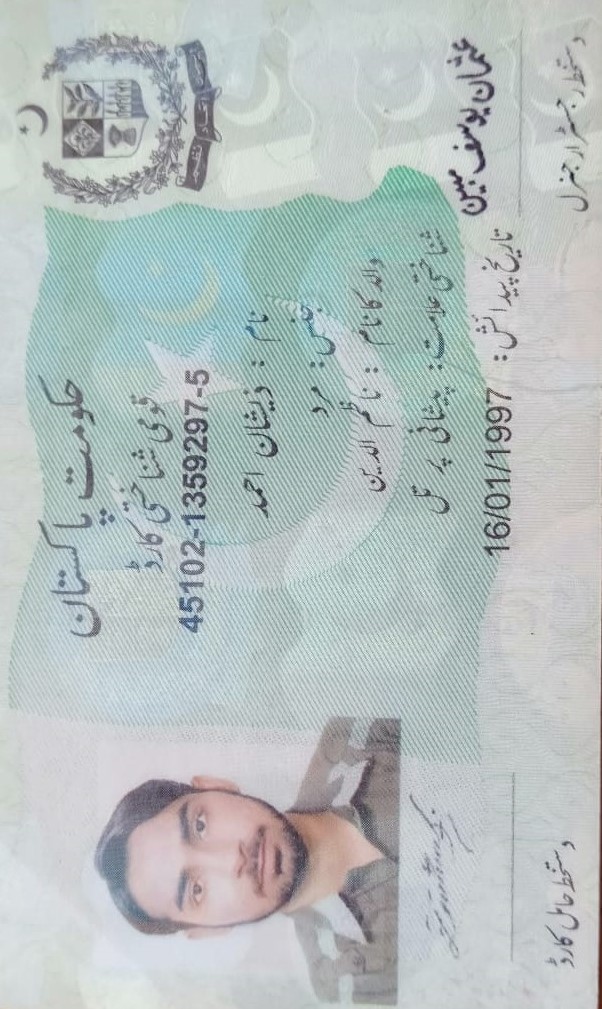 حکومتِ پاکستان
قومی شناختی کارڈ
45102-1359297-5
نام : ذیشان احمد
جنس : مرد
والد کا نام : ناظم الدین
شناختی علامت : پیشانی پر تل
تاریخ پیدائش : 16/01/1997
عثمان یوسف مبین
دستخط رجسٹرار جنرل
دستخط حامل کارڈ